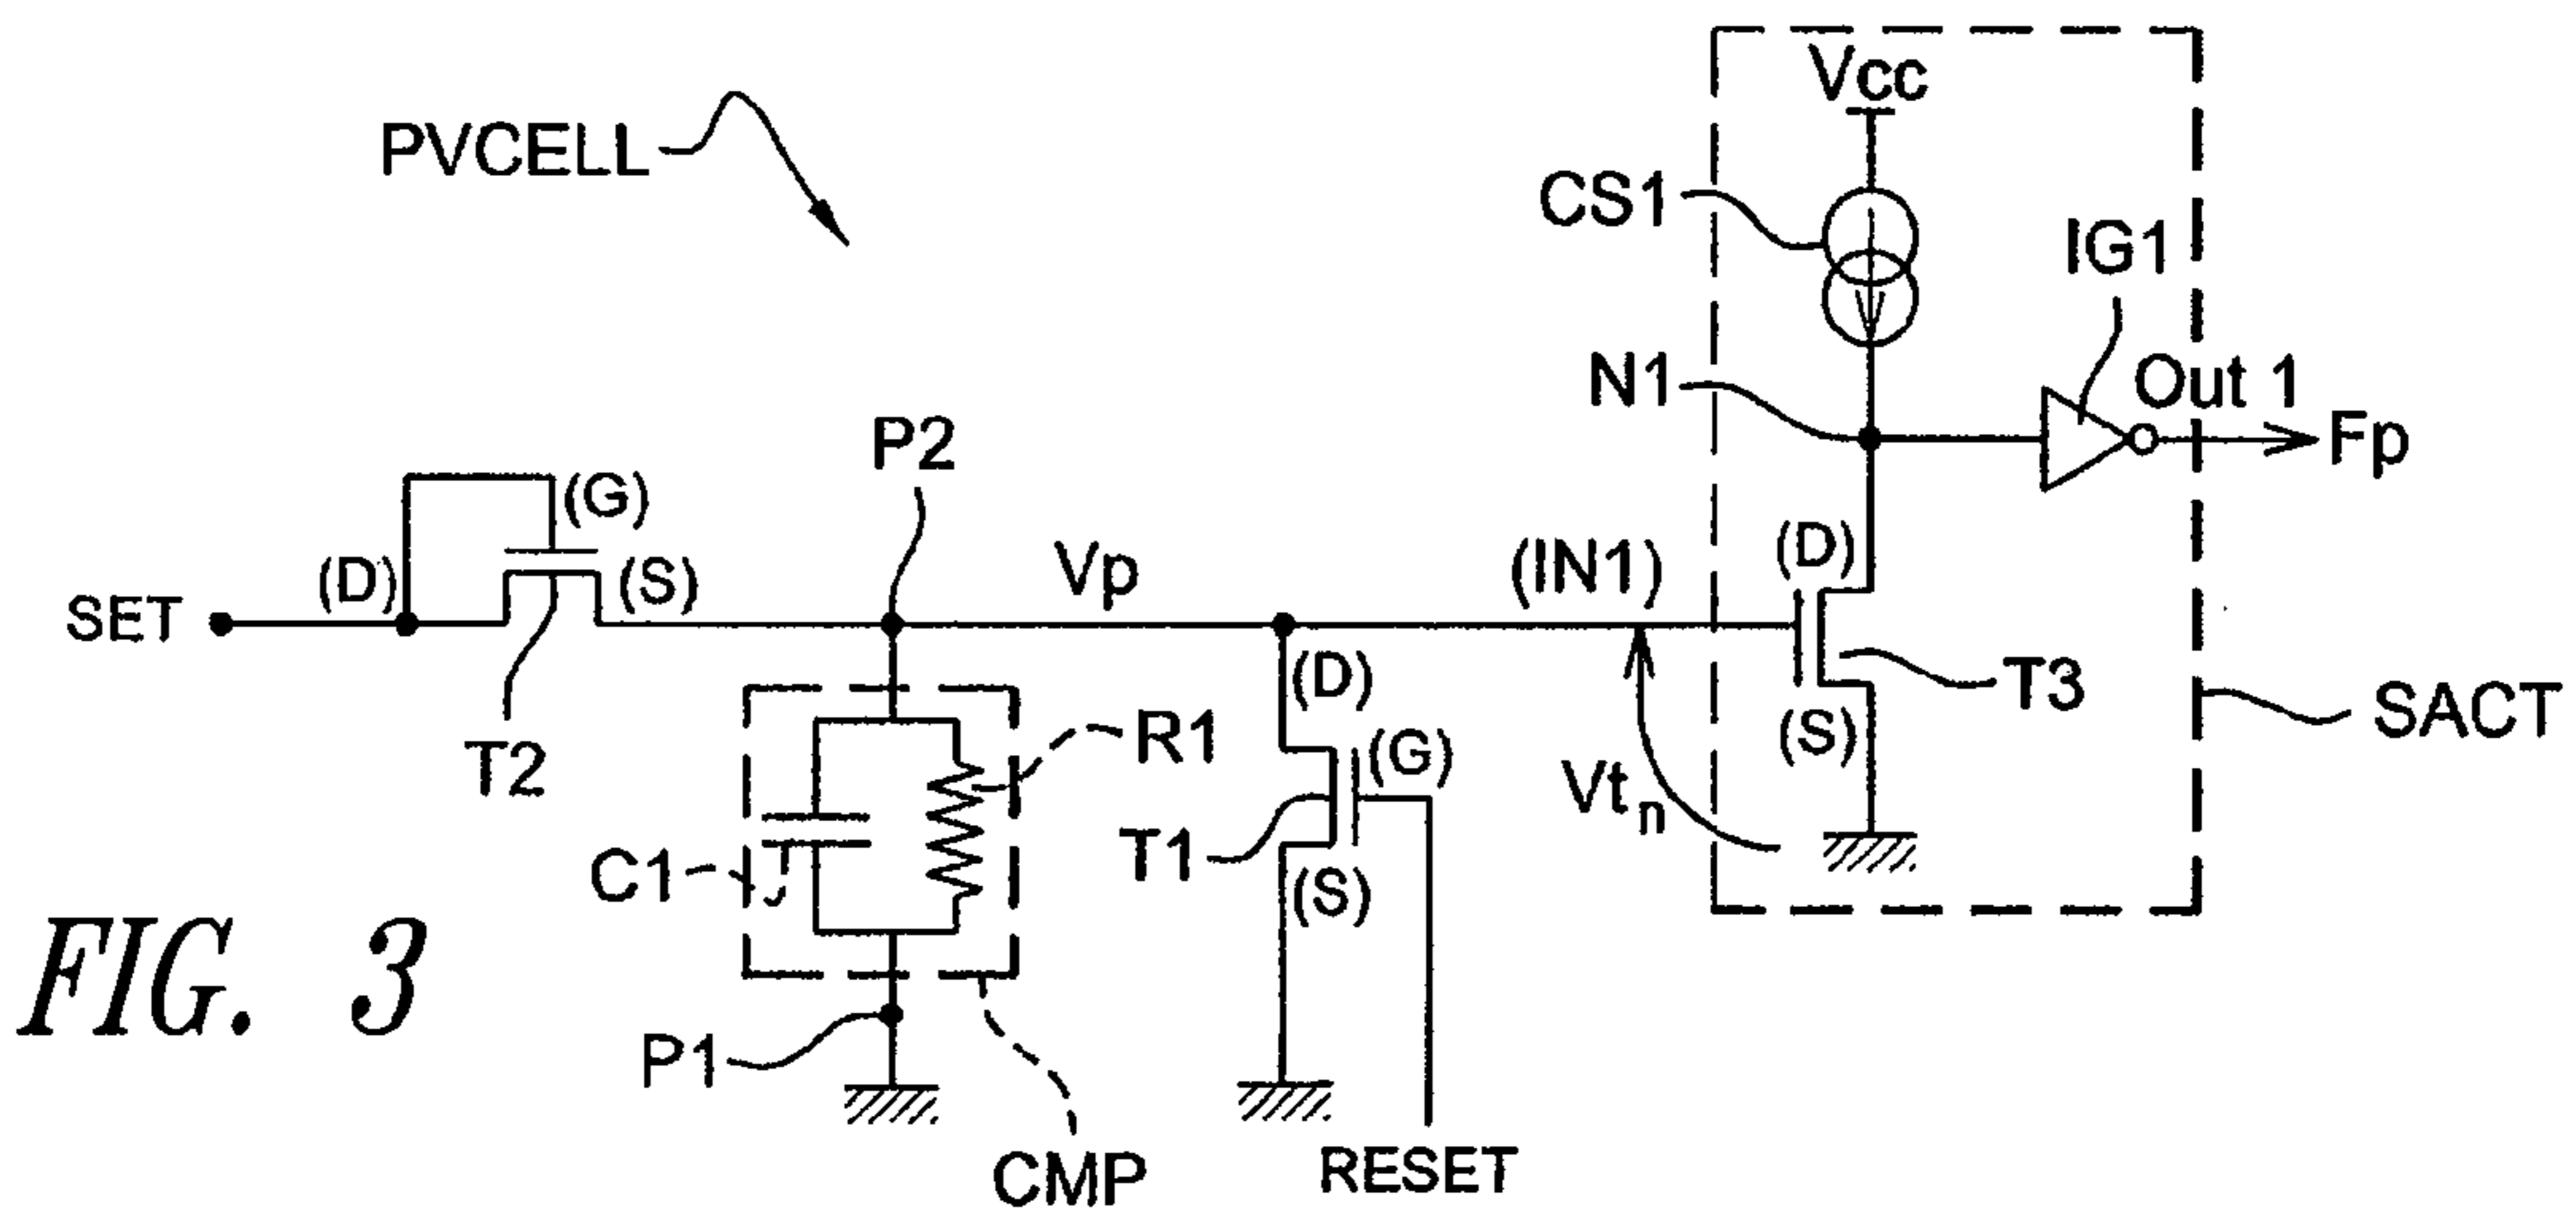 Vcc
PVCELL
CS1
IG1
N1
Out 1
P2
Fp
(G)
(D)
(S)
Vp
(IN1)
(D)
SET
(D)
T3
R1
(G)
(S)
SACT
T2
Vtn
C1
T1
(S)
FIG. 3
P1
CMP
RESET